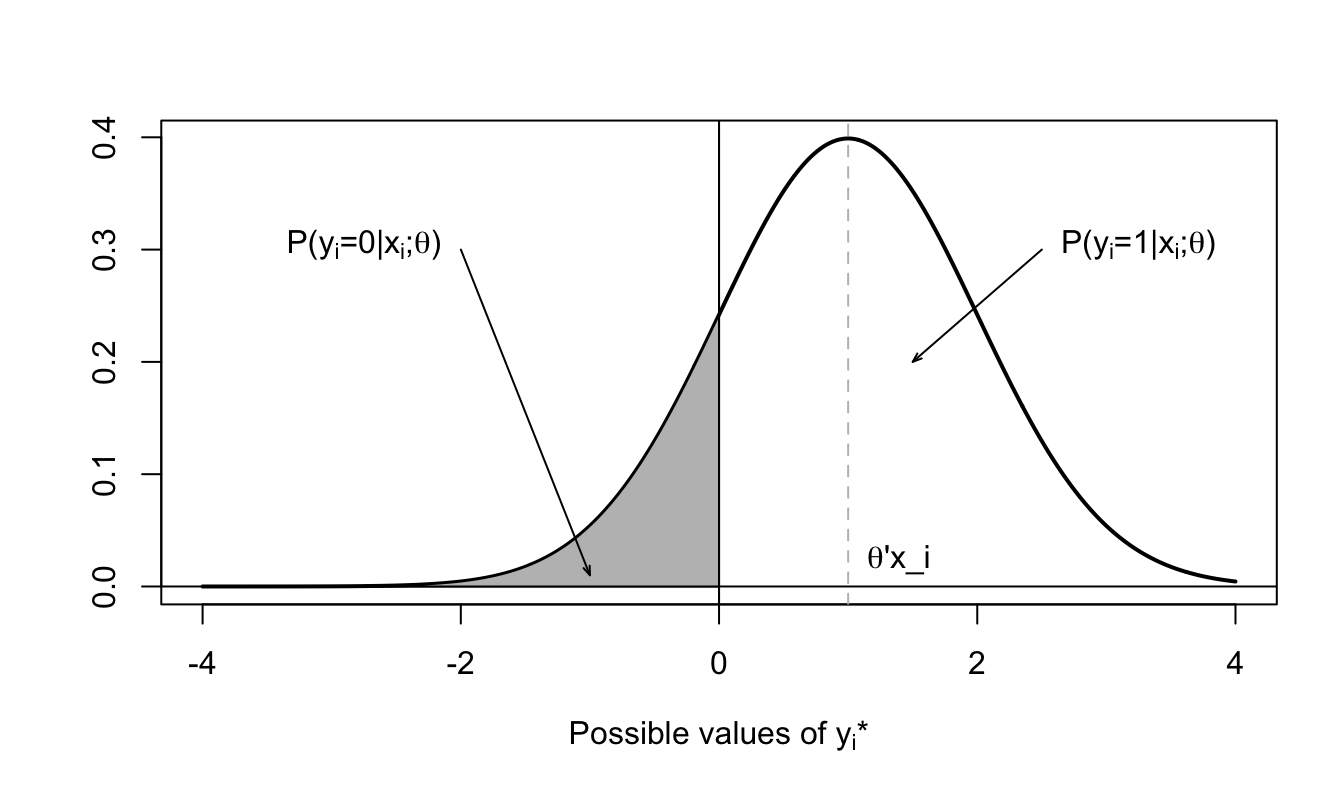 0.4
0.3
0.2
0.1
0.0
P(yᵢ=0|xᵢ;θ)
P(yᵢ=1|xᵢ;θ)
θ'x_i
-4
-2
0
2
4
Possible values of yᵢ*